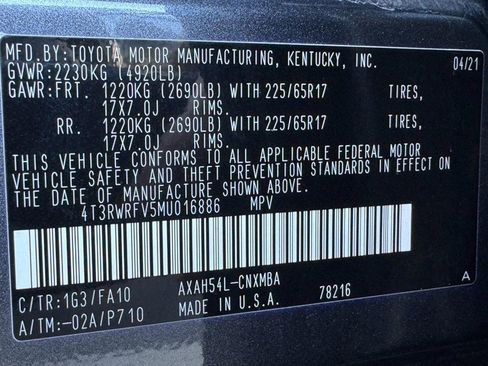 MFD.BY:TOYOTA MOTOR MANUFACTURING, KENTUCKY, INC. 04/21
GVWR:2230KG (4920LB)
GAWR:FRT. 1220KG (2690LB) WITH 225/65R17 TIRES,
17X7.0J RIMS.
RR. 1220KG (2690LB) WITH 225/65R17 TIRES,
17X7.0J RIMS.
THIS VEHICLE CONFORMS TO ALL APPLICABLE FEDERAL MOTOR
VEHICLE SAFETY AND THEFT PREVENTION STANDARDS IN EFFECT ON
THE DATE OF MANUFACTURE SHOWN ABOVE.
4T3RWRFV5MU016886 MPV
C/TR:1G3/FA10 AXAH54L-CNXMBA A
A/TM:-02A/P710 MADE IN U.S.A. 78216